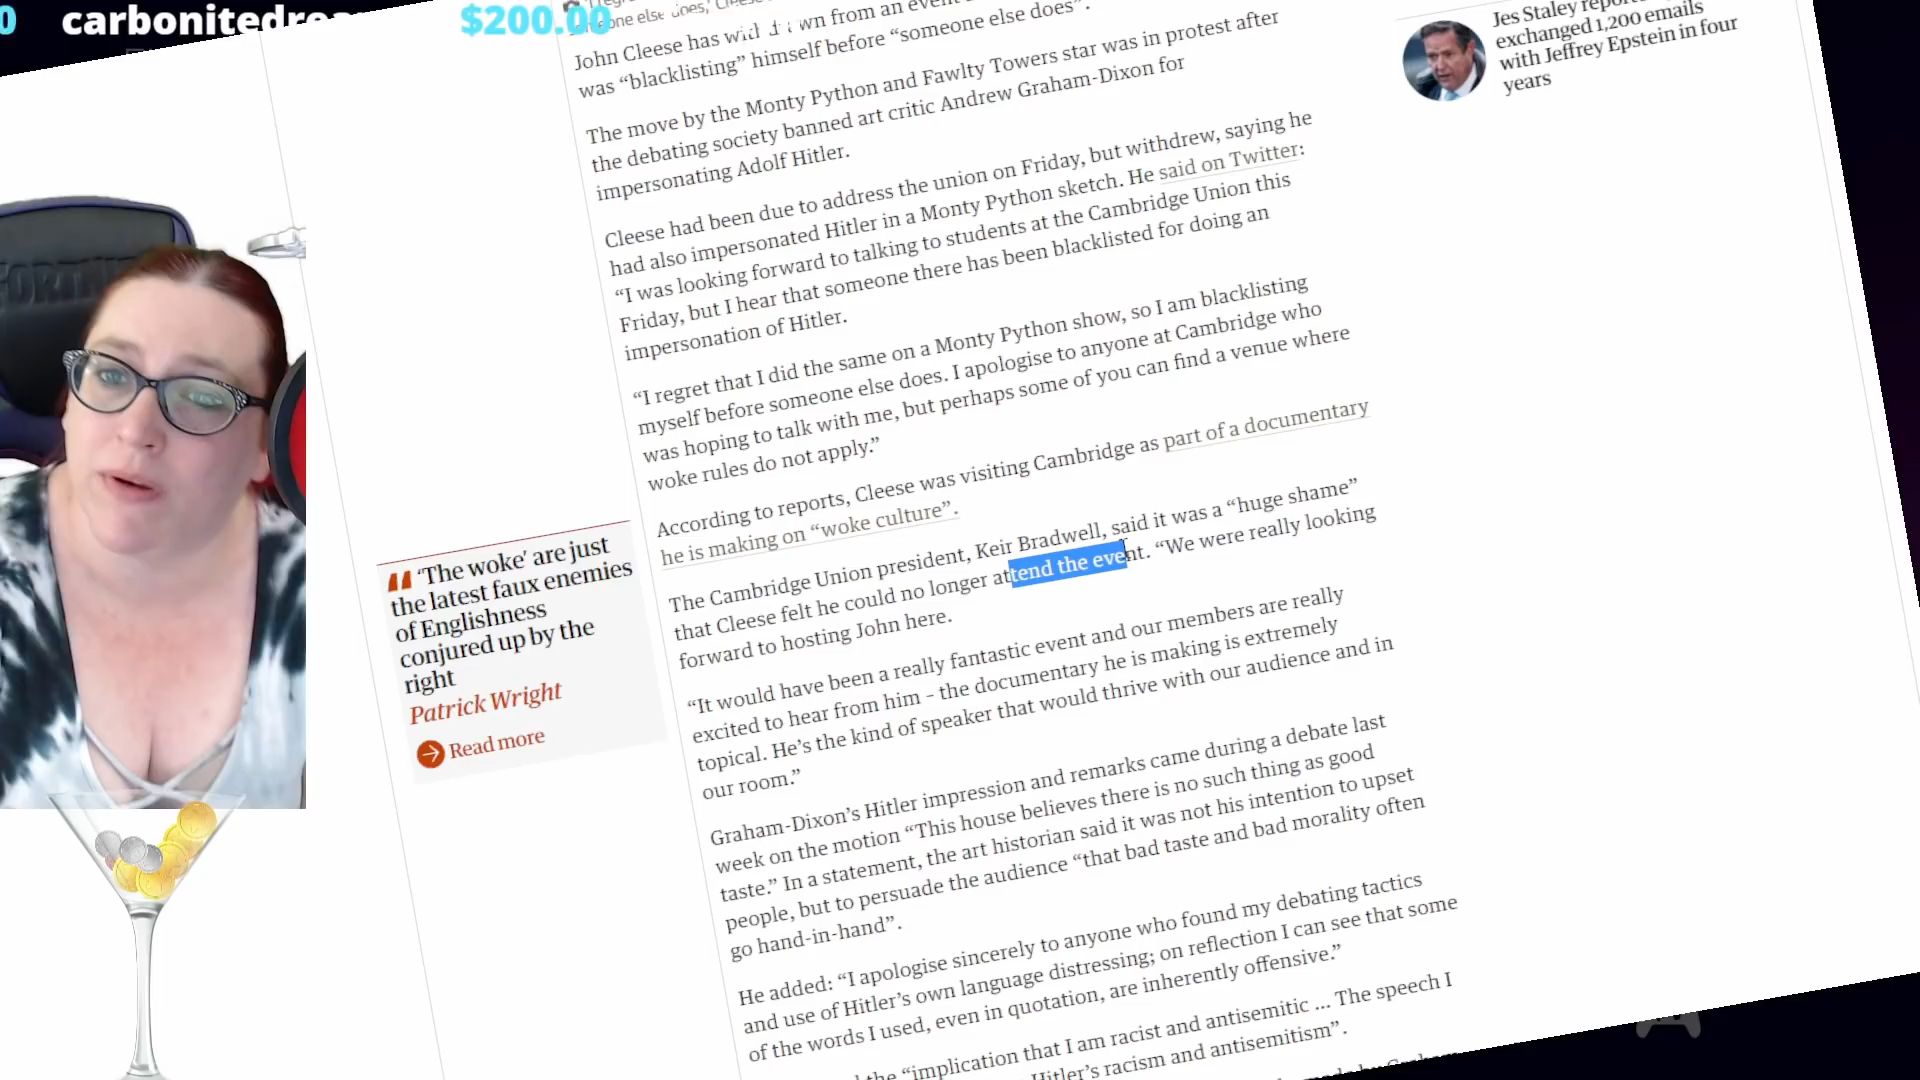 carbonitedre
$200.00
one else does,
John Cleese has wi wn from an event
was “blacklisting” himself before “someone else does”.
The move by the Monty Python and Fawlty Towers star was in protest after
the debating society banned art critic Andrew Graham-Dixon for
impersonating Adolf Hitler.
Cleese had been due to address the union on Friday, but withdrew, saying he
had also impersonated Hitler in a Monty Python sketch. He said on Twitter:
“I was looking forward to talking to students at the Cambridge Union this
Friday, but I hear that someone there has been blacklisted for doing an
impersonation of Hitler.
“I regret that I did the same on a Monty Python show, so I am blacklisting
myself before someone else does. I apologise to anyone at Cambridge who
was hoping to talk with me, but perhaps some of you can find a venue where
woke rules do not apply.”
According to reports, Cleese was visiting Cambridge as part of a documentary
he is making on “woke culture”.
The Cambridge Union president, Keir Bradwell, said it was a “huge shame”
that Cleese felt he could no longer attend the event. “We were really looking
forward to hosting John here.
“It would have been a really fantastic event and our members are really
excited to hear from him – the documentary he is making is extremely
topical. He’s the kind of speaker that would thrive with our audience and in
our room.”
Graham-Dixon’s Hitler impression and remarks came during a debate last
week on the motion “This house believes there is no such thing as good
taste.” In a statement, the art historian said it was not his intention to upset
people, but to persuade the audience “that bad taste and bad morality often
go hand-in-hand”.
He added: “I apologise sincerely to anyone who found my debating tactics
and use of Hitler’s own language distressing; on reflection I can see that some
of the words I used, even in quotation, are inherently offensive.”
the “implication that I am racist and antisemitic ... The speech I
Hitler’s racism and antisemitism”.
‘The woke’ are just
the latest faux enemies
of Englishness
conjured up by the
right
Patrick Wright
Read more
Jes Staley
exchanged 1,200 emails
with Jeffrey Epstein in four
years